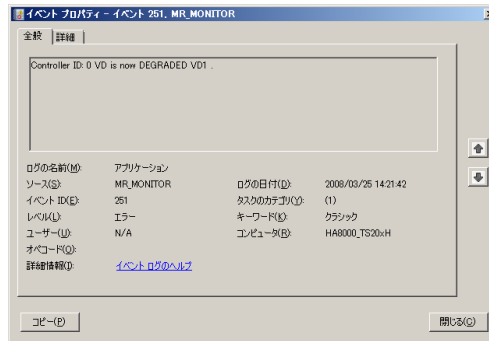 イベント プロパティ - イベント 251, MR_MONITOR
全般 詳細
Controller ID: 0 VD is now DEGRADED VD1 .
ログの名前(M): アプリケーション
ソース(S): MR_MONITOR ログの日付(D): 2008/03/25 14:21:42
イベント ID(E): 251 タスクのカテゴリ(Y): (1)
レベル(L): エラー キーワード(K): クラシック
ユーザー(U): N/A コンピュータ(R): HA8000_TS20xH
オペコード(O):
詳細情報(I): イベント ログのヘルプ
コピー(P) 閉じる(C)